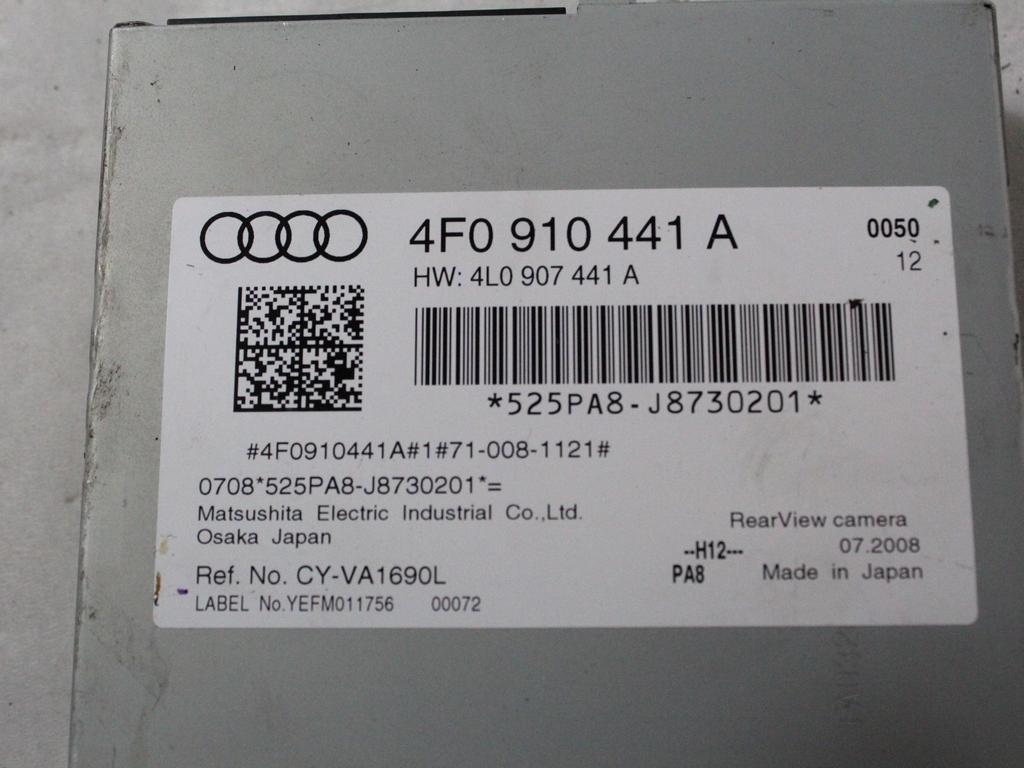 4F0 910 441 A
0050
HW: 4L0 907 441 A
12
*525PA8-J8730201*
#4F0910441A#1#71-008-1121#
0708*525PA8-J8730201*=
Matsushita Electric Industrial Co.,Ltd.
Osaka Japan
RearView camera
--H12---
07.2008
Ref. No. CY-VA1690L
PA8
Made in Japan
LABEL No.YEFM011756 00072